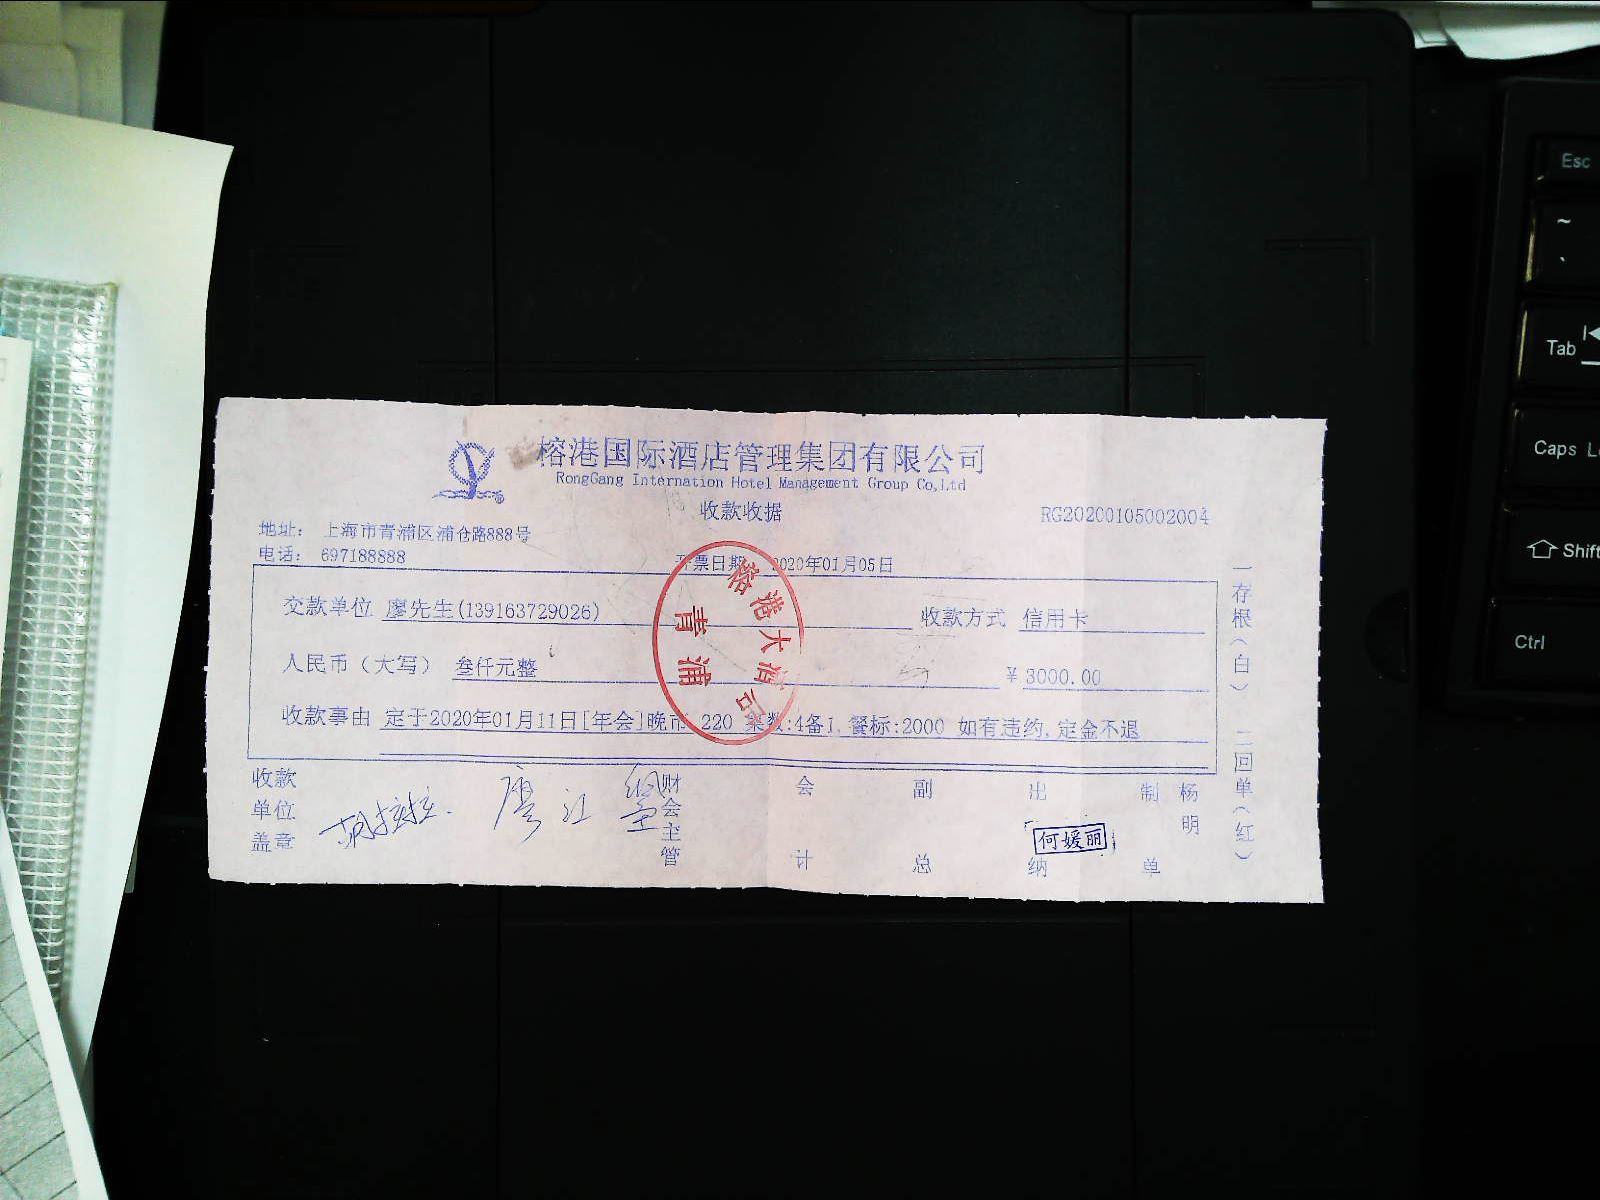 榕港国际酒店管理集团有限公司
RongGang Internation Hotel Management Group Co,Ltd
收款收据
RG20200105002004
地址: 上海市青浦区浦仓路888号
电话: 697188888
开票日期 2020年01月05日
交款单位 廖先生(139163729026) 收款方式 信用卡
人民币（大写） 叁仟元整 ¥ 3000.00
收款事由 定于2020年01月11日[年会]晚市 220 桌数:4备1, 餐标:2000 如有违约,定金不退
榕港大酒店
青浦
收款单位盖章
财会主管
会计
副总
出纳
何媛丽
制单
杨明
一存根（白） 二回单（红）
Esc
~
`
Tab
Caps L
Shift
Ctrl